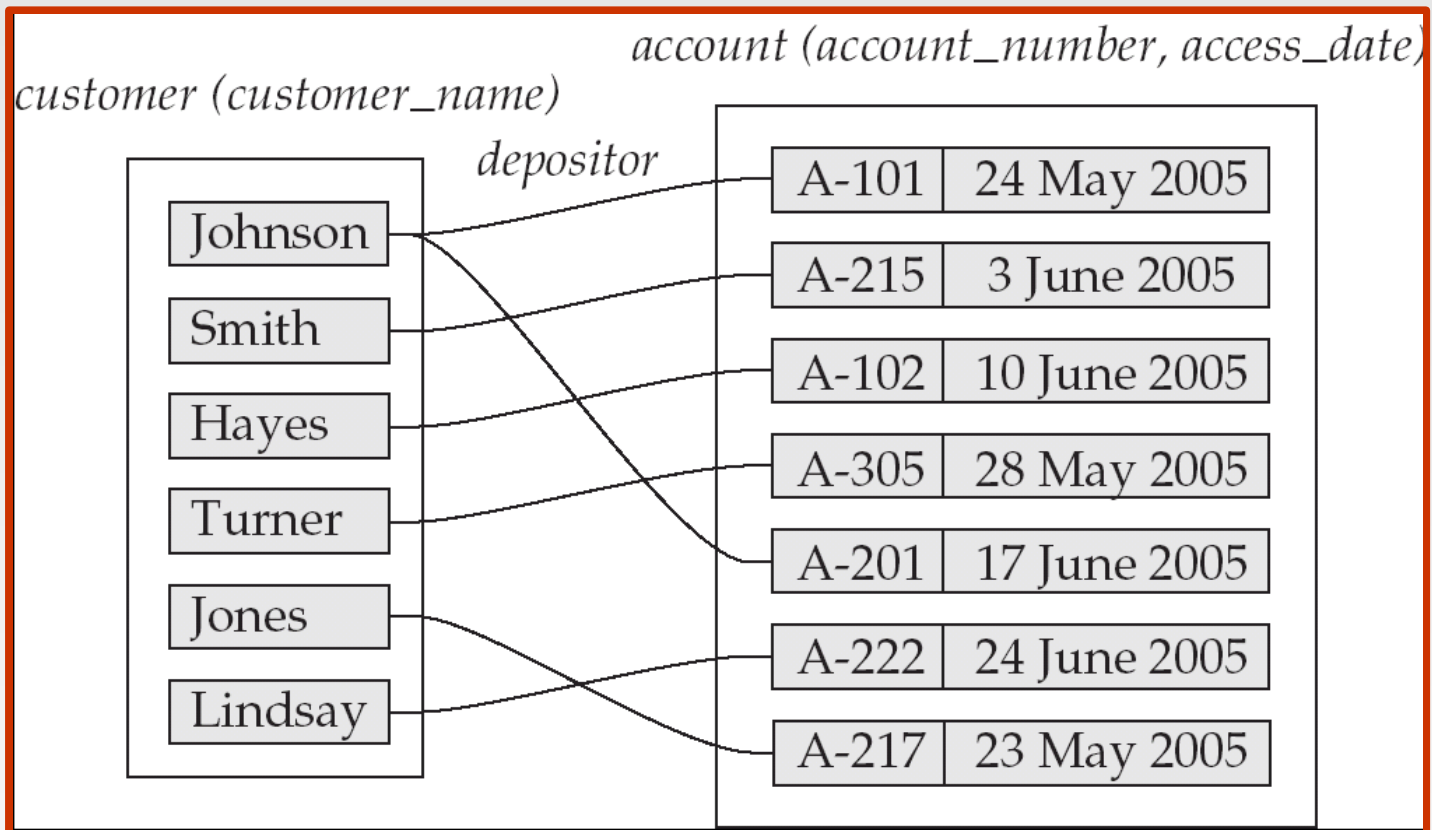 account (account_number, access_date)
customer (customer_name)
depositor
Johnson
Smith
Hayes
Turner
Jones
Lindsay
A-101 24 May 2005
A-215 3 June 2005
A-102 10 June 2005
A-305 28 May 2005
A-201 17 June 2005
A-222 24 June 2005
A-217 23 May 2005